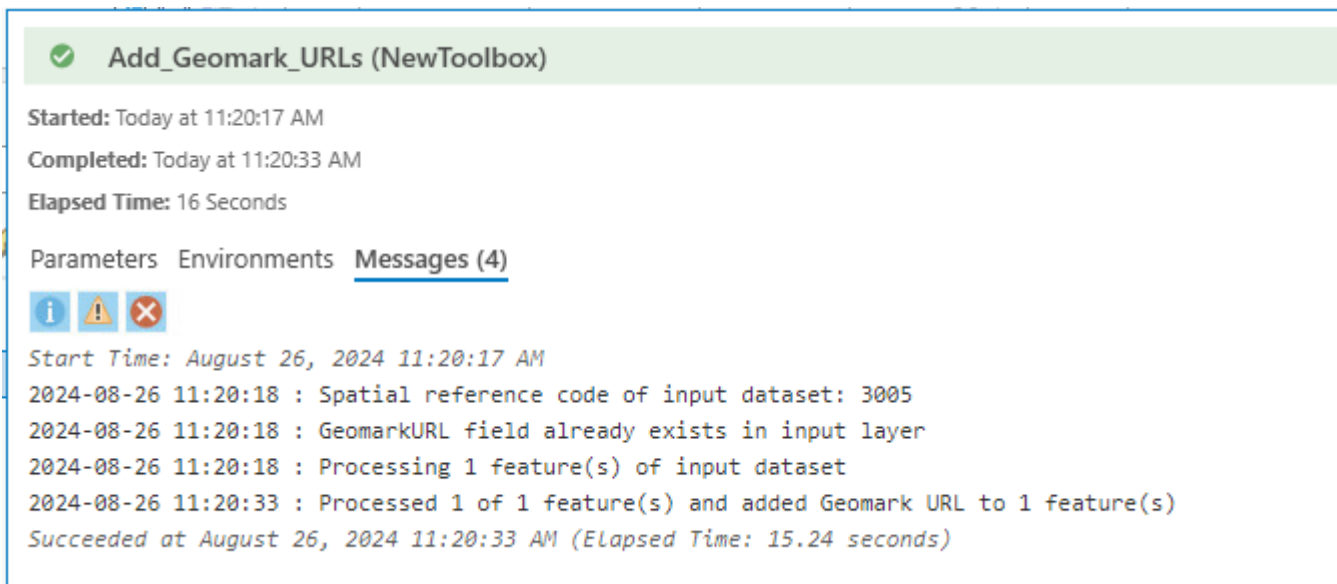 Add_Geomark_URLs (NewToolbox)
Started: Today at 11:20:17 AM
Completed: Today at 11:20:33 AM
Elapsed Time: 16 Seconds
Parameters Environments Messages (4)
Start Time: August 26, 2024 11:20:17 AM
2024-08-26 11:20:18 : Spatial reference code of input dataset: 3005
2024-08-26 11:20:18 : GeomarkURL field already exists in input layer
2024-08-26 11:20:18 : Processing 1 feature(s) of input dataset
2024-08-26 11:20:33 : Processed 1 of 1 feature(s) and added Geomark URL to 1 feature(s)
Succeeded at August 26, 2024 11:20:33 AM (Elapsed Time: 15.24 seconds)